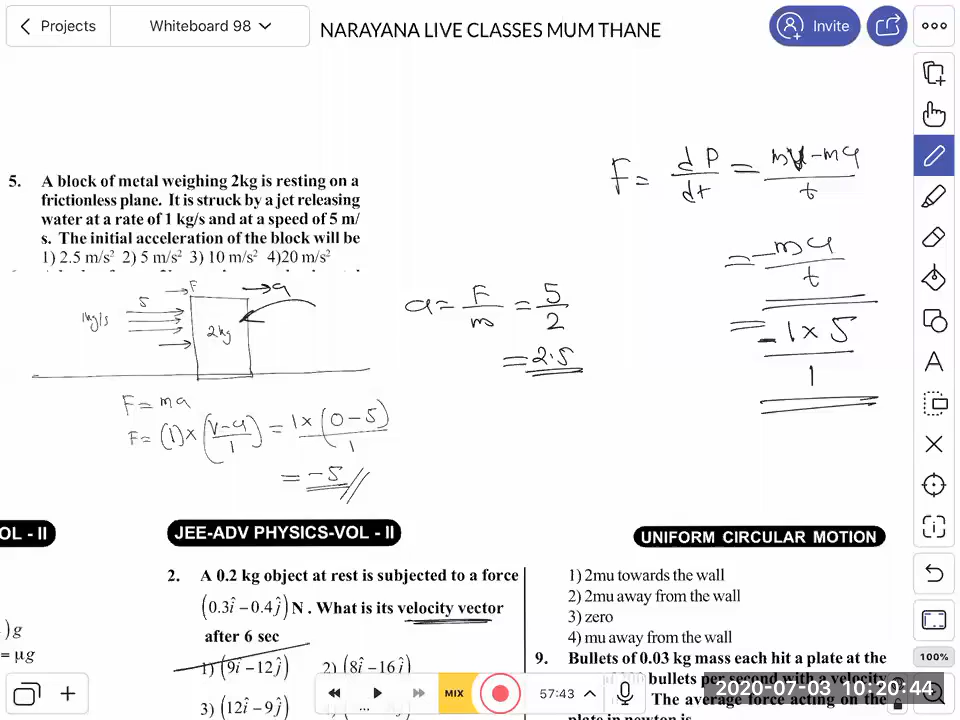 Projects
Whiteboard 98
NARAYANA LIVE CLASSES MUM THANE
Invite
5. A block of metal weighing 2kg is resting on a
frictionless plane. It is struck by a jet releasing
water at a rate of 1 kg/s and at a speed of 5 m/
s. The initial acceleration of the block will be
1) 2.5 m/s² 2) 5 m/s² 3) 10 m/s² 4)20 m/s²
F
a
5
1kg/s
2kg
F = ma
F = (1) × (v-u/1) = 1 × (0-5)/1
= -5
a = F/m = 5/2
= 2.5
F = dP/dt = mv-mu/t
= -mu/t
= -1 × 5/1
OL - II
JEE-ADV PHYSICS-VOL - II
UNIFORM CIRCULAR MOTION
) g
= μg
2. A 0.2 kg object at rest is subjected to a force
(0.3î – 0.4ĵ) N . What is its velocity vector
after 6 sec
1) (9î – 12ĵ) 2) (8î – 16ĵ)
3) (12î – 9ĵ)
1) 2mu towards the wall
2) 2mu away from the wall
3) zero
4) mu away from the wall
9. Bullets of 0.03 kg mass each hit a plate at the
bullets per second with a velocity
The average force acting on the
plate in newton is
100%
MIX
57:43
2020-07-03 10:20:44